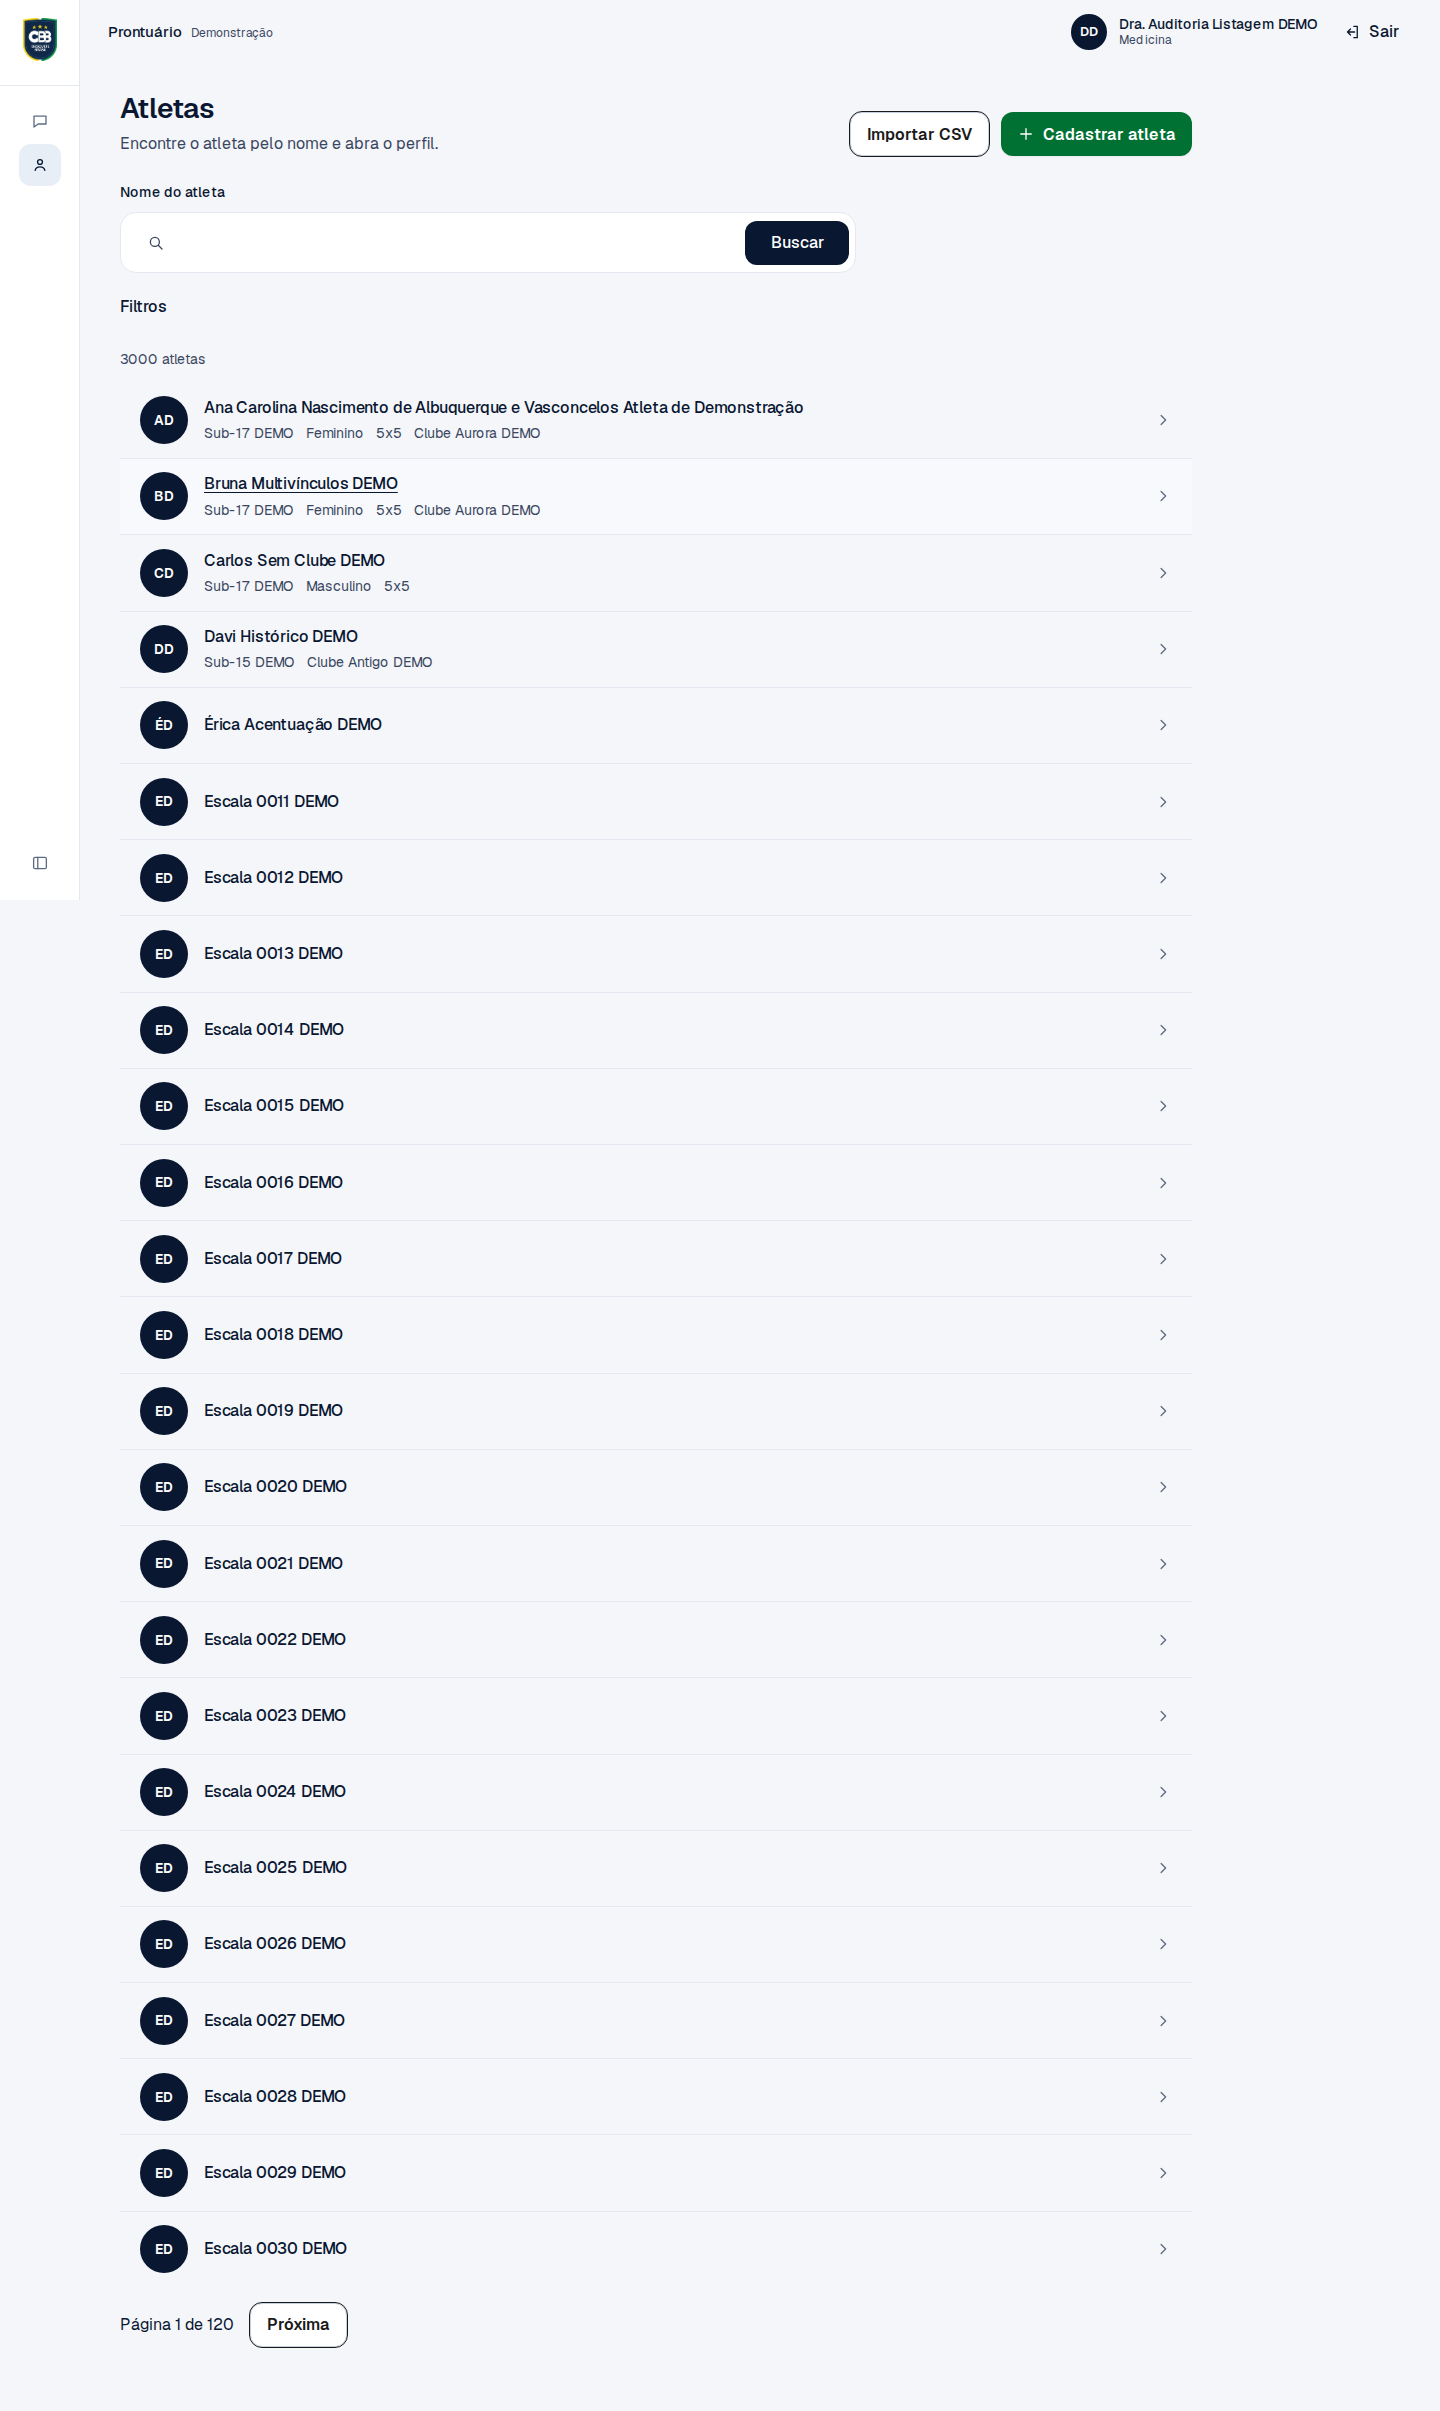 CBB
Prontuário Demonstração
DD
Dra. Auditoria Listagem DEMO
Medicina
Sair
Atletas
Encontre o atleta pelo nome e abra o perfil.
Importar CSV
Cadastrar atleta
Nome do atleta
Buscar
Filtros
3000 atletas
AD
Ana Carolina Nascimento de Albuquerque e Vasconcelos Atleta de Demonstração
Sub-17 DEMO Feminino 5x5 Clube Aurora DEMO
BD
Bruna Multivínculos DEMO
Sub-17 DEMO Feminino 5x5 Clube Aurora DEMO
CD
Carlos Sem Clube DEMO
Sub-17 DEMO Masculino 5x5
DD
Davi Histórico DEMO
Sub-15 DEMO Clube Antigo DEMO
ÉD
Érica Acentuação DEMO
ED
Escala 0011 DEMO
ED
Escala 0012 DEMO
ED
Escala 0013 DEMO
ED
Escala 0014 DEMO
ED
Escala 0015 DEMO
ED
Escala 0016 DEMO
ED
Escala 0017 DEMO
ED
Escala 0018 DEMO
ED
Escala 0019 DEMO
ED
Escala 0020 DEMO
ED
Escala 0021 DEMO
ED
Escala 0022 DEMO
ED
Escala 0023 DEMO
ED
Escala 0024 DEMO
ED
Escala 0025 DEMO
ED
Escala 0026 DEMO
ED
Escala 0027 DEMO
ED
Escala 0028 DEMO
ED
Escala 0029 DEMO
ED
Escala 0030 DEMO
Página 1 de 120
Próxima